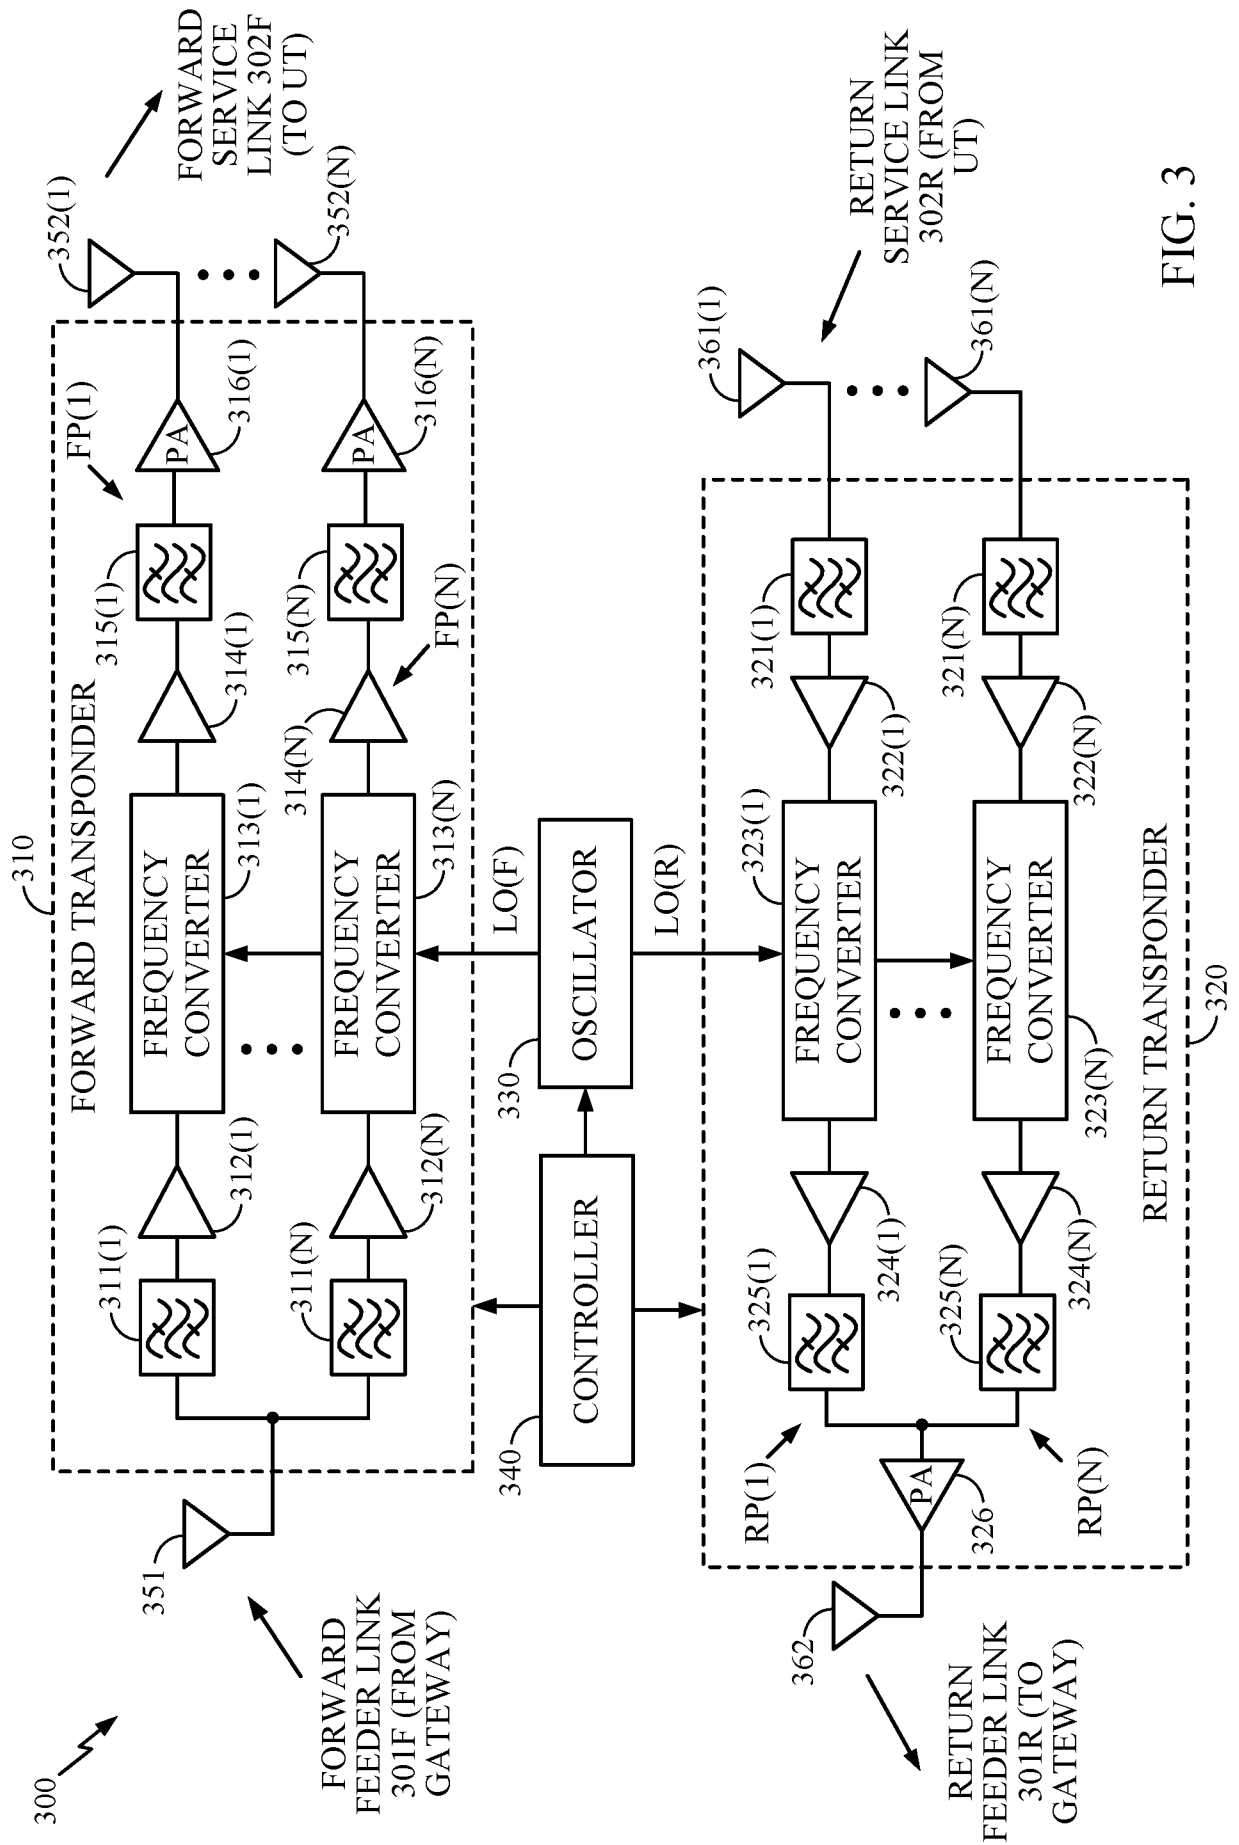 300
FORWARD
FEEDER LINK
301F (FROM
GATEWAY)
351
310
FORWARD TRANSPONDER
311(1)
312(1)
FREQUENCY
CONVERTER
313(1)
314(1)
315(1)
FP(1)
PA
316(1)
352(1)
FORWARD
SERVICE
LINK 302F
(TO UT)
311(N)
312(N)
FREQUENCY
CONVERTER
313(N)
314(N)
315(N)
FP(N)
PA
316(N)
352(N)
340
CONTROLLER
330
OSCILLATOR
LO(F)
LO(R)
RETURN
FEEDER LINK
301R (TO
GATEWAY)
362
PA
326
RP(1)
325(1)
324(1)
FREQUENCY
CONVERTER
323(1)
322(1)
321(1)
361(1)
RETURN
SERVICE LINK
302R (FROM
UT)
RP(N)
325(N)
324(N)
FREQUENCY
CONVERTER
323(N)
322(N)
321(N)
361(N)
RETURN TRANSPONDER
320
FIG. 3